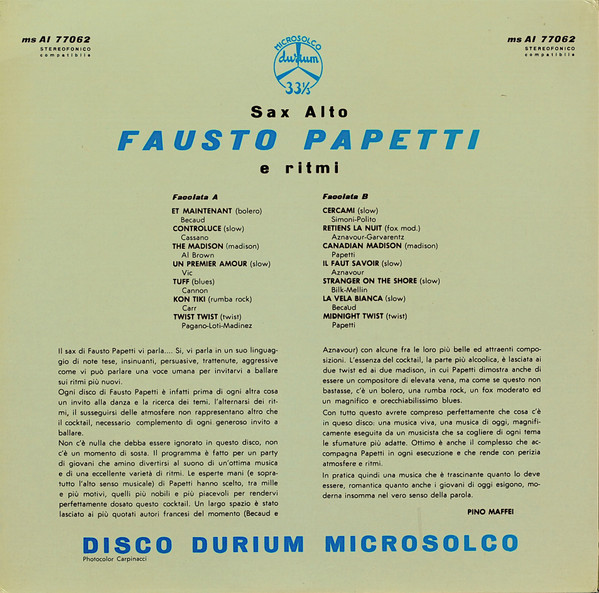 ms AI 77062
STEREOFONICO
compatibile
MICROSOLCO
durium
33⅓
ms AI 77062
STEREOFONICO
compatibile
Sax Alto
FAUSTO PAPETTI
e ritmi
Facciata A
ET MAINTENANT (bolero)
Becaud
CONTROLUCE (slow)
Cassano
THE MADISON (madison)
Al Brown
UN PREMIER AMOUR (slow)
Vic
TUFF (blues)
Cannon
KON TIKI (rumba rock)
Carr
TWIST TWIST (twist)
Pagano-Loti-Madinez
Facciata B
CERCAMI (slow)
Simoni-Polito
RETIENS LA NUIT (fox mod.)
Aznavour-Garvarentz
CANADIAN MADISON (madison)
Papetti
IL FAUT SAVOIR (slow)
Aznavour
STRANGER ON THE SHORE (slow)
Bilk-Mellin
LA VELA BIANCA (slow)
Becaud
MIDNIGHT TWIST (twist)
Papetti
Il sax di Fausto Papetti vi parla.... Si, vi parla in un suo linguag-
gio di note tese, insinuanti, persuasive, trattenute, aggressive
come vi può parlare una voce umana per invitarvi a ballare
sui ritmi più nuovi.
Ogni disco di Fausto Papetti è infatti prima di ogni altra cosa
un invito alla danza e la ricerca dei temi, l'alternarsi dei rit-
mi, il susseguirsi delle atmosfere non rappresentano altro che
il cocktail, necessario complemento di ogni generoso invito a
ballare.
Non c'è nulla che debba essere ignorato in questo disco, non
c'è un momento di sosta. Il programma è fatto per un party
di giovani che amino divertirsi al suono di un'ottima musica
e di una eccellente varietà di ritmi. Le esperte mani (e sopra-
tutto l'alto senso musicale) di Papetti hanno scelto, tra mille
e più motivi, quelli più nobili e più piacevoli per rendervi
perfettamente dosato questo cocktail. Un largo spazio è stato
lasciato ai più quotati autori francesi del momento (Becaud e
Aznavour) con alcune fra le loro più belle ed attraenti compo-
sizioni. L'essenza del cocktail, la parte più alcoolica, è lasciata ai
due twist ed ai due madison, in cui Papetti dimostra anche di
essere un compositore di elevata vena, ma come se questo non
bastasse, c'è un bolero, una rumba rock, un fox moderato ed
un magnifico e orecchiabilissimo blues.
Con tutto questo avrete compreso perfettamente che cosa c'è
in queso disco: una musica viva, una musica di oggi, magnifi-
camente eseguita da un musicista che sa cogliere di ogni tema
le sfumature più adatte. Ottimo è anche il complesso che ac-
compagna Papetti in ogni esecuzione e che rende con perizia
atmosfere e ritmi.
In pratica quindi una musica che è trascinante quanto lo deve
essere, romantica quanto anche i giovani di oggi esigono, mo-
derna insomma nel vero senso della parola.
PINO MAFFEI
DISCO DURIUM MICROSOLCO
Photocolor Carpinacci